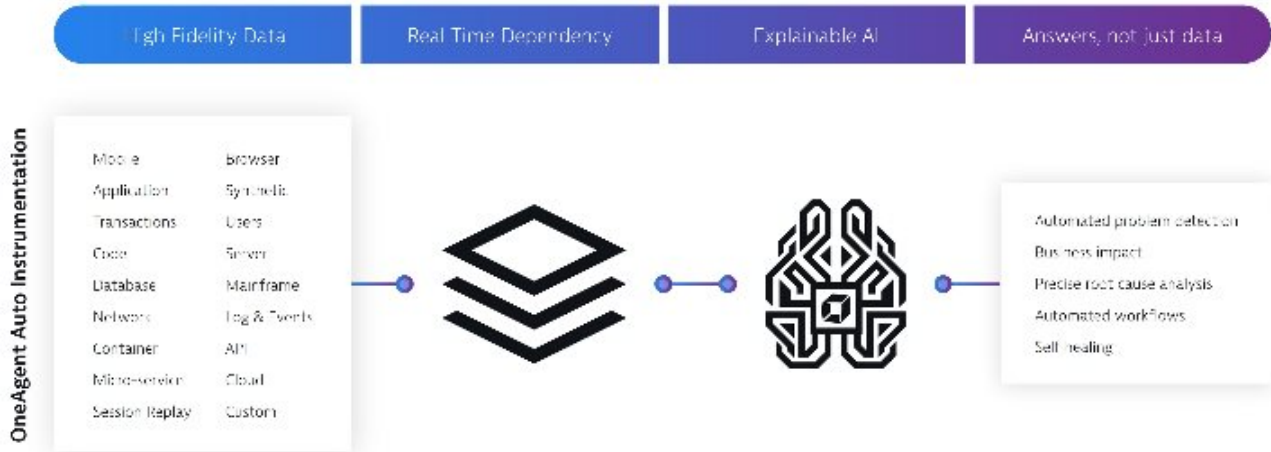 High Fidelity Data
Real Time Dependency
Explainable AI
Answers, not just data
OneAgent Auto Instrumentation
Mobile Browser
Application Synthetic
Transactions Users
Code Server
Database Mainframe
Network Log & Events
Container API
Micro-service Cloud
Session Replay Custom
Automated problem detection
Business impact
Precise root cause analysis
Automated workflows
Self healing